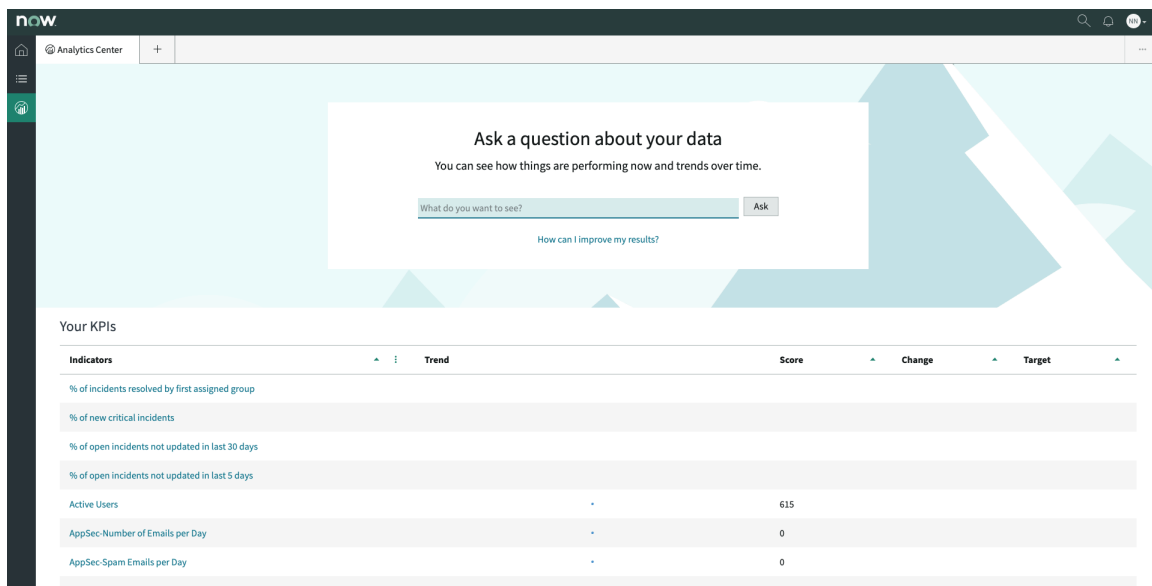 now.
NN
Analytics Center
+
...
Ask a question about your data
You can see how things are performing now and trends over time.
What do you want to see?
Ask
How can I improve my results?
Your KPIs
Indicators Trend Score Change Target
% of incidents resolved by first assigned group
% of new critical incidents
% of open incidents not updated in last 30 days
% of open incidents not updated in last 5 days
Active Users 615
AppSec-Number of Emails per Day 0
AppSec-Spam Emails per Day 0